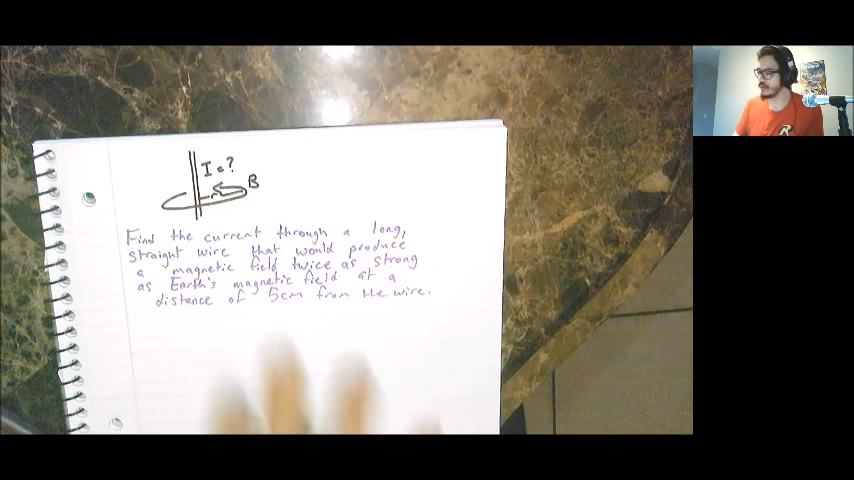 I = ?
B
Find the current through a long,
straight wire that would produce
a magnetic field twice as strong
as Earth's magnetic field at a
distance of 5cm from the wire.